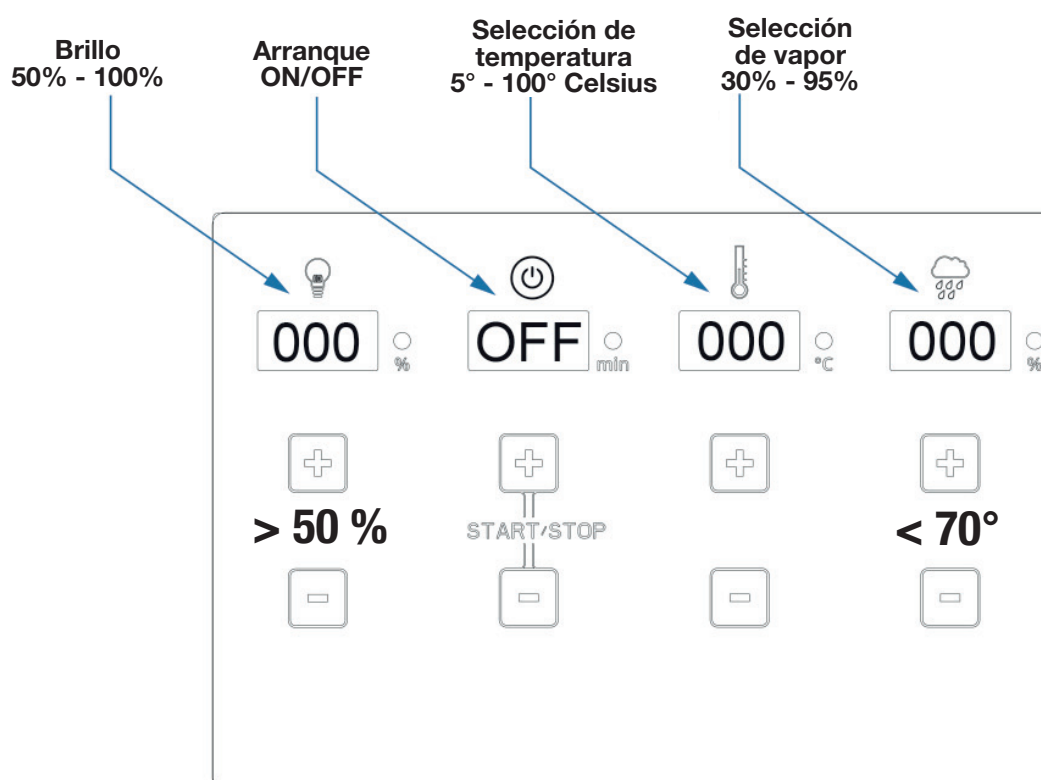 Brillo
50% - 100%
Arranque
ON/OFF
Selección de
temperatura
5° - 100° Celsius
Selección
de vapor
30% - 95%
000
%
OFF
min
000
°C
000
%
> 50 %
START/STOP
< 70°